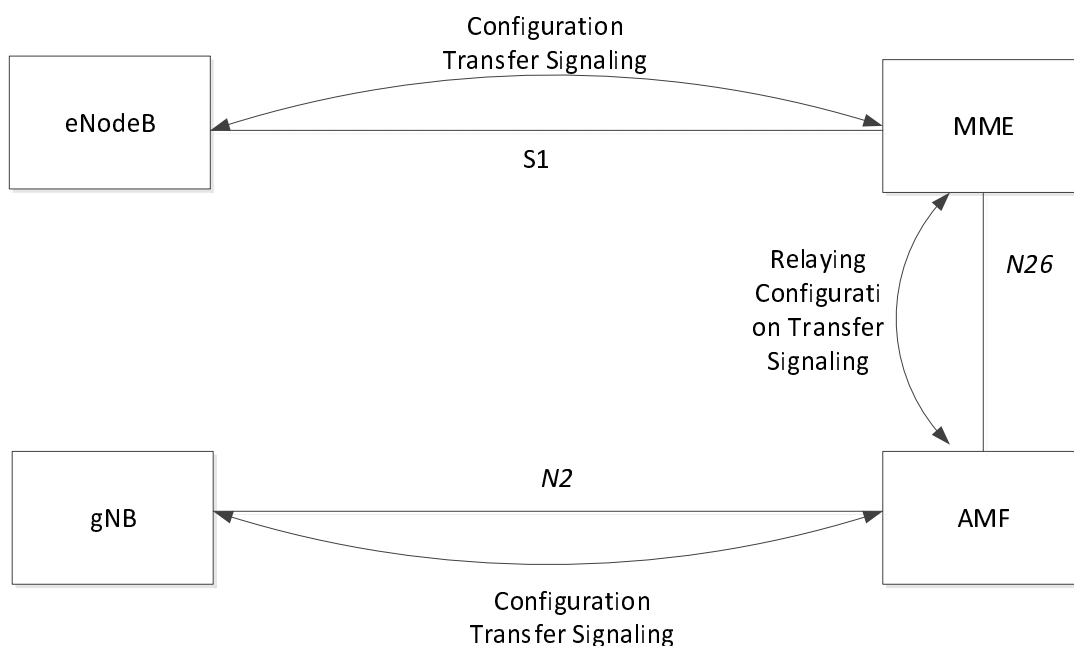 Configuration
Transfer Signaling
eNodeB
MME
S1
Relaying
Configurati
on Transfer
Signaling
N26
N2
gNB
AMF
Configuration
Transfer Signaling